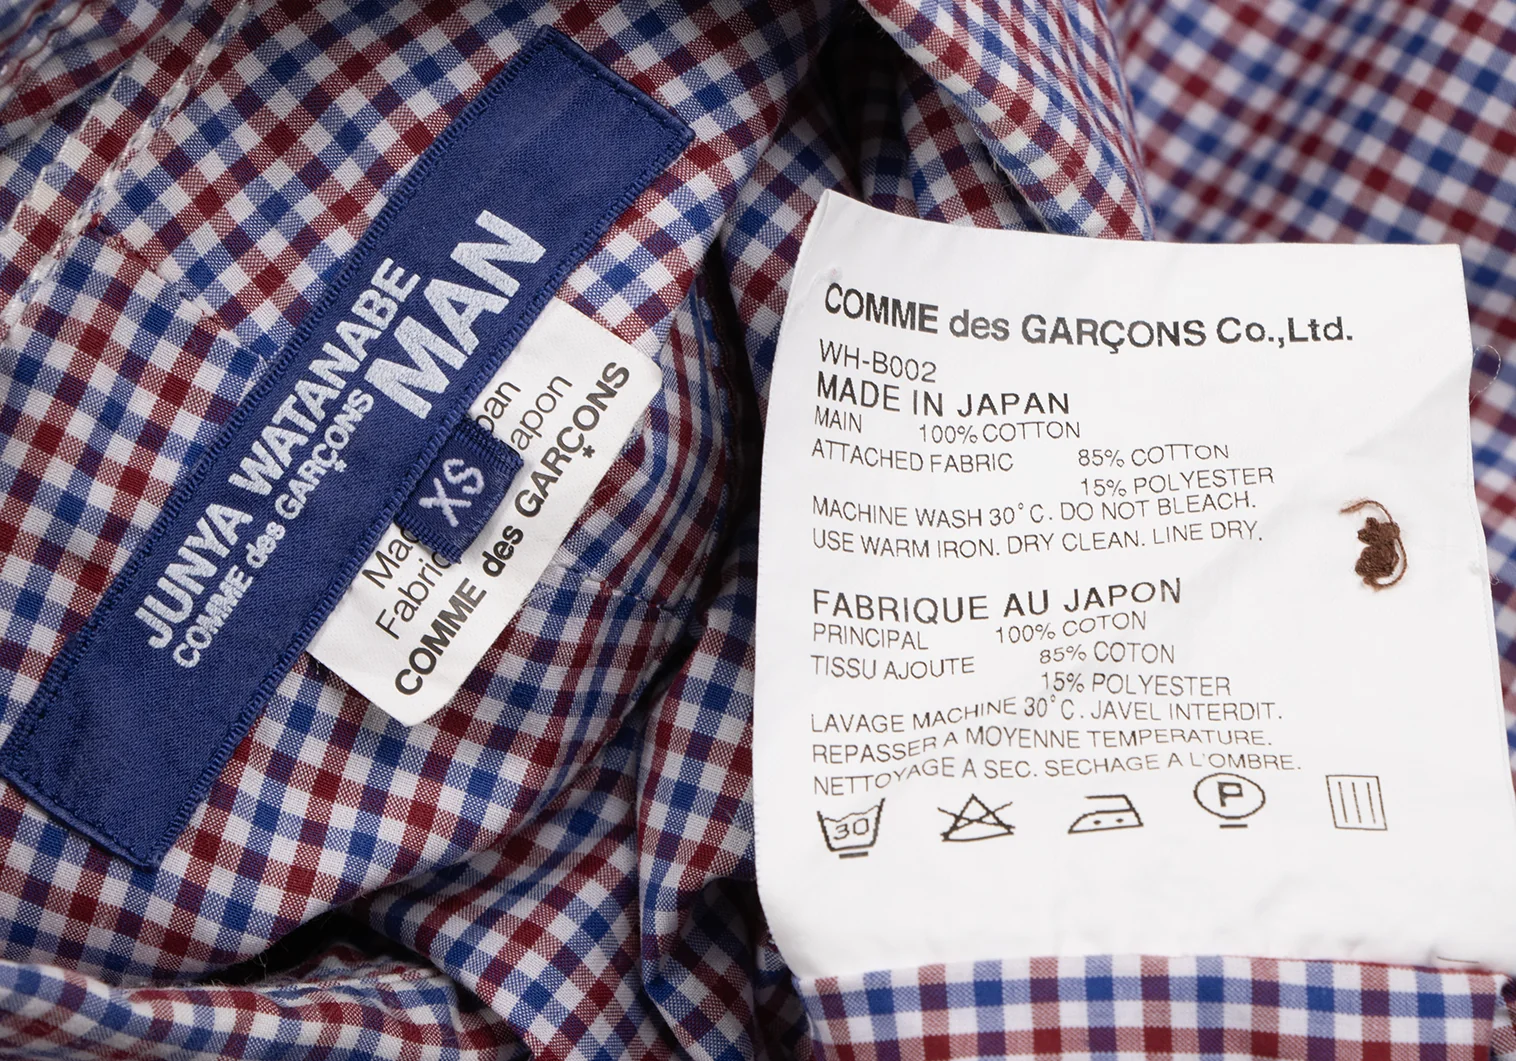 JUNYA WATANABE
MAN
COMME des GARÇONS
XS
Japon
COMME des GARÇONS
COMME des GARÇONS Co.,Ltd.
WH-B002
MADE IN JAPAN
MAIN 100% COTTON
ATTACHED FABRIC 85% COTTON
15% POLYESTER
MACHINE WASH 30°C. DO NOT BLEACH.
USE WARM IRON. DRY CLEAN. LINE DRY.
FABRIQUE AU JAPON
PRINCIPAL 100% COTON
TISSU AJOUTE 85% COTON
15% POLYESTER
LAVAGE MACHINE 30°C. JAVEL INTERDIT.
REPASSER A MOYENNE TEMPERATURE.
NETTOYAGE A SEC. SECHAGE A L'OMBRE.
30 P